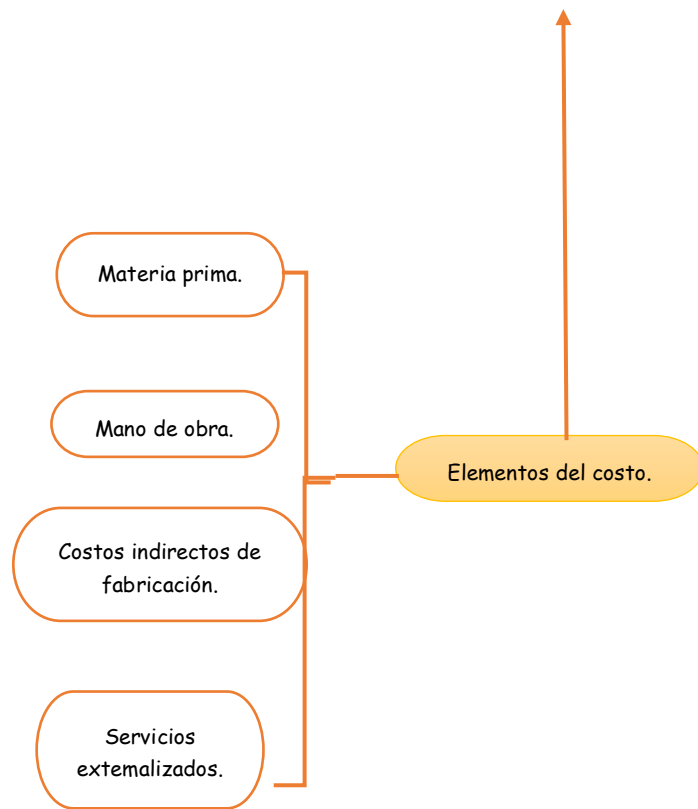 Materia prima.
Mano de obra.
Elementos del costo.
Costos indirectos de
fabricación.
Servicios
extemalizados.